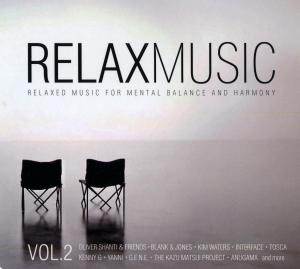 RELAXMUSIC
RELAXED MUSIC FOR MENTAL BALANCE AND HARMONY
VOL.2
OLIVER SHANTI & FRIENDS • BLANK & JONES • KIM WATERS • INTERFACE • TOSCA
KENNY G • YANNI • G.E.N.E. • THE KAZU MATSUI PROJECT • ANUGAMA and more